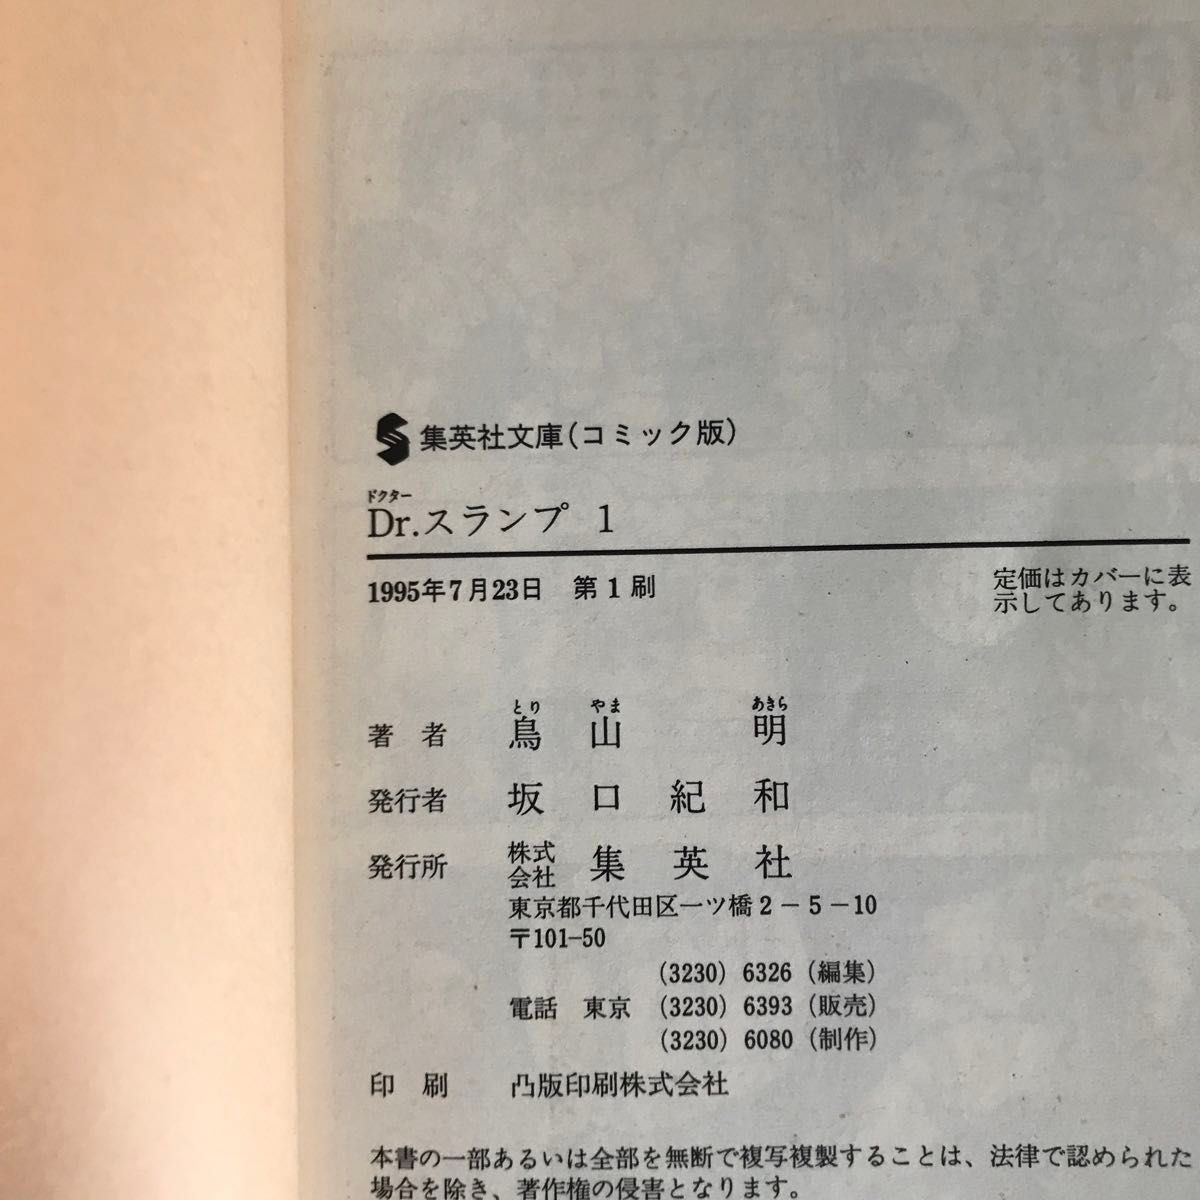 集英社文庫(コミック版)
ドクター
Dr.スランプ 1
1995年7月23日 第1刷
定価はカバーに表
示してあります。
とり やま あきら
著者 鳥山 明
発行者 坂口紀和
発行所 株式会社 集英社
東京都千代田区一ツ橋2-5-10
〒101-50
(3230) 6326 (編集)
電話 東京 (3230) 6393 (販売)
(3230) 6080 (制作)
印刷 凸版印刷株式会社
本書の一部あるいは全部を無断で複写複製することは、法律で認められた
場合を除き、著作権の侵害となります。